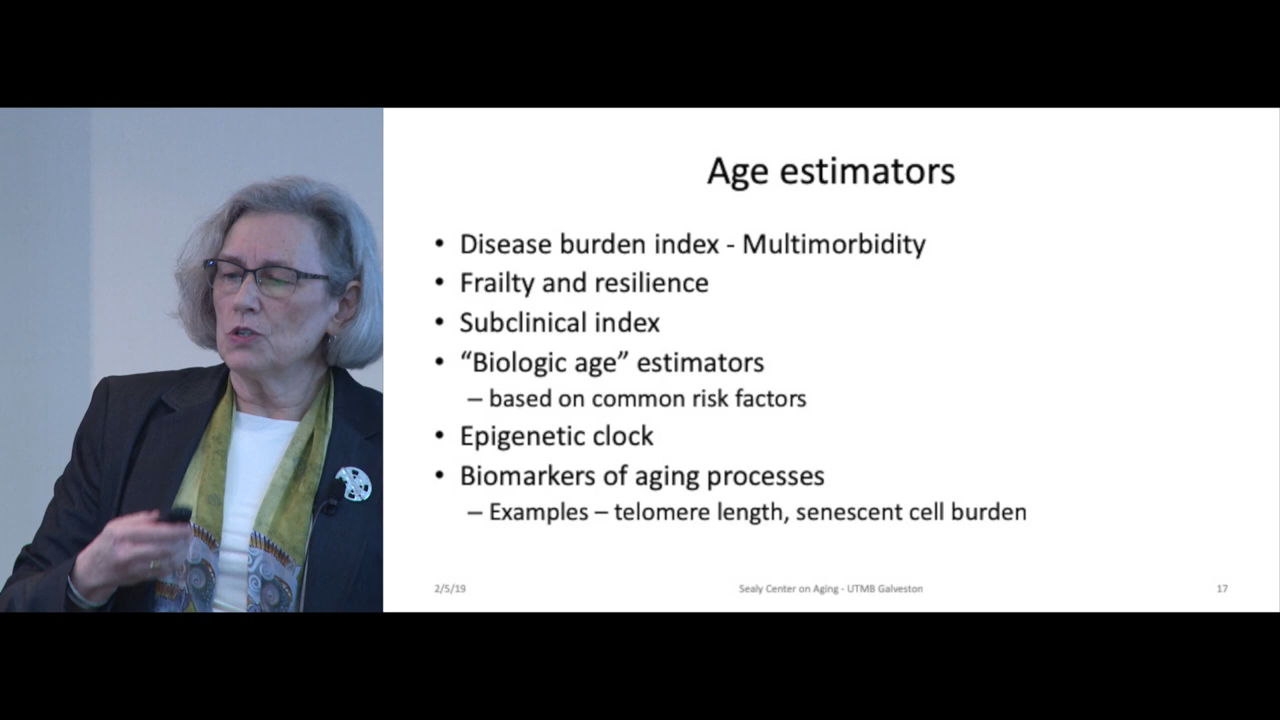 Age estimators
• Disease burden index - Multimorbidity
• Frailty and resilience
• Subclinical index
• “Biologic age” estimators
– based on common risk factors
• Epigenetic clock
• Biomarkers of aging processes
– Examples – telomere length, senescent cell burden
2/5/19
Sealy Center on Aging - UTMB Galveston
17